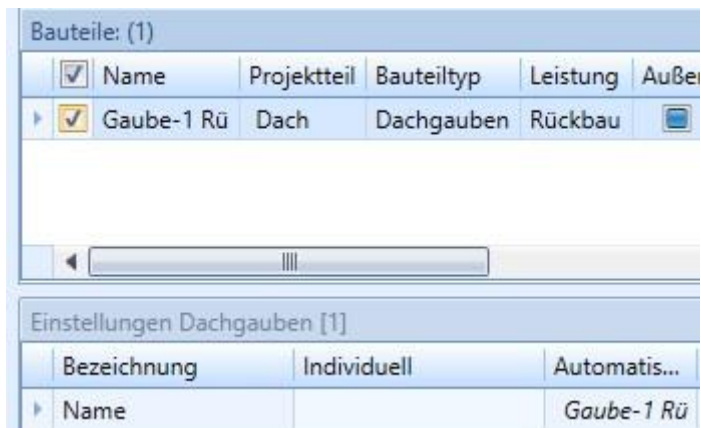 Bauteile: (1)
Name Projektteil Bauteiltyp Leistung Außer
Gaube-1 Rü Dach Dachgauben Rückbau
Einstellungen Dachgauben [1]
Bezeichnung Individuell Automatis...
Name Gaube-1 Rü